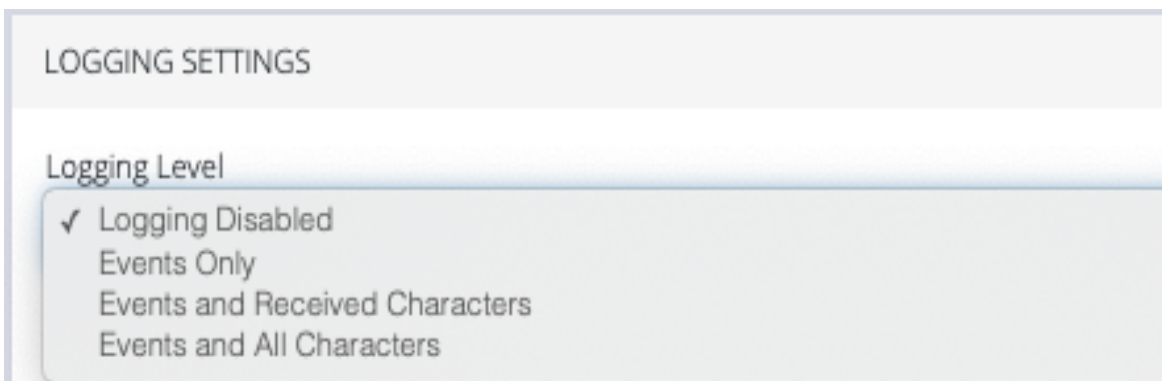 LOGGING SETTINGS
Logging Level
✓ Logging Disabled
Events Only
Events and Received Characters
Events and All Characters